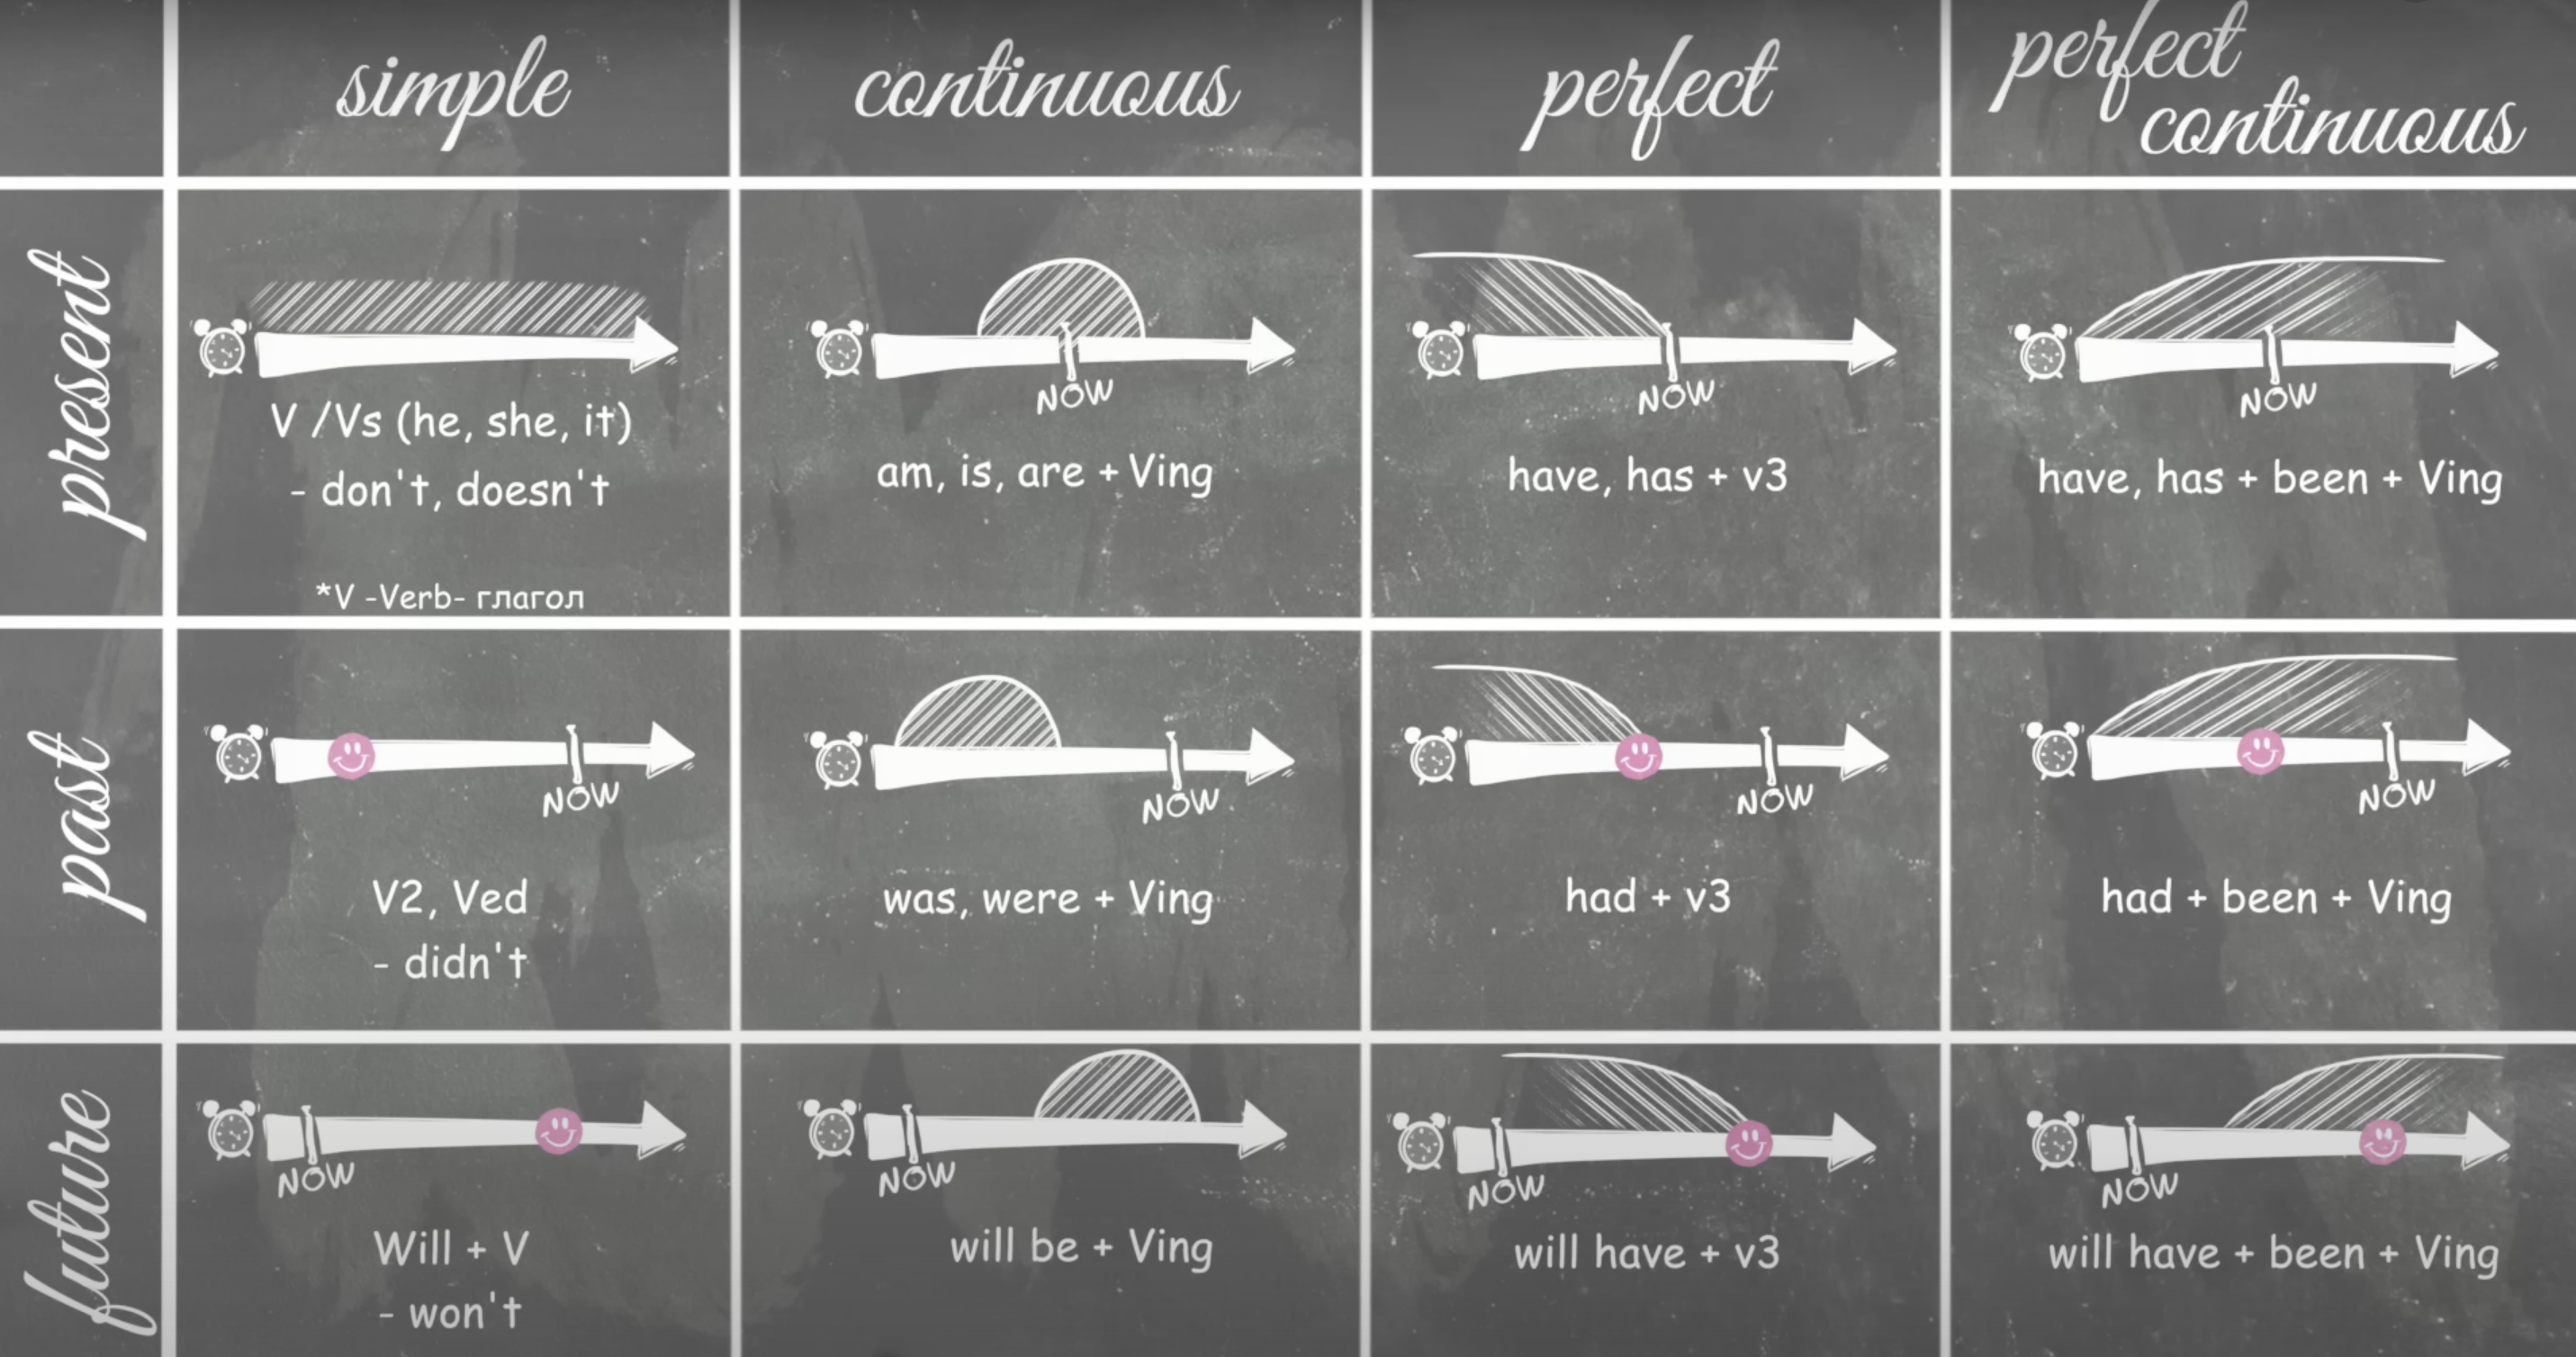 simple
continuous
perfect
perfect
continuous
present
NOW
NOW
NOW
V /Vs (he, she, it)
- don't, doesn't
*V -Verb- глагол
am, is, are + Ving
have, has + v3
have, has + been + Ving
past
NOW
NOW
NOW
NOW
V2, Ved
- didn't
was, were + Ving
had + v3
had + been + Ving
future
NOW
NOW
NOW
NOW
Will + V
- won't
will be + Ving
will have + v3
will have + been + Ving